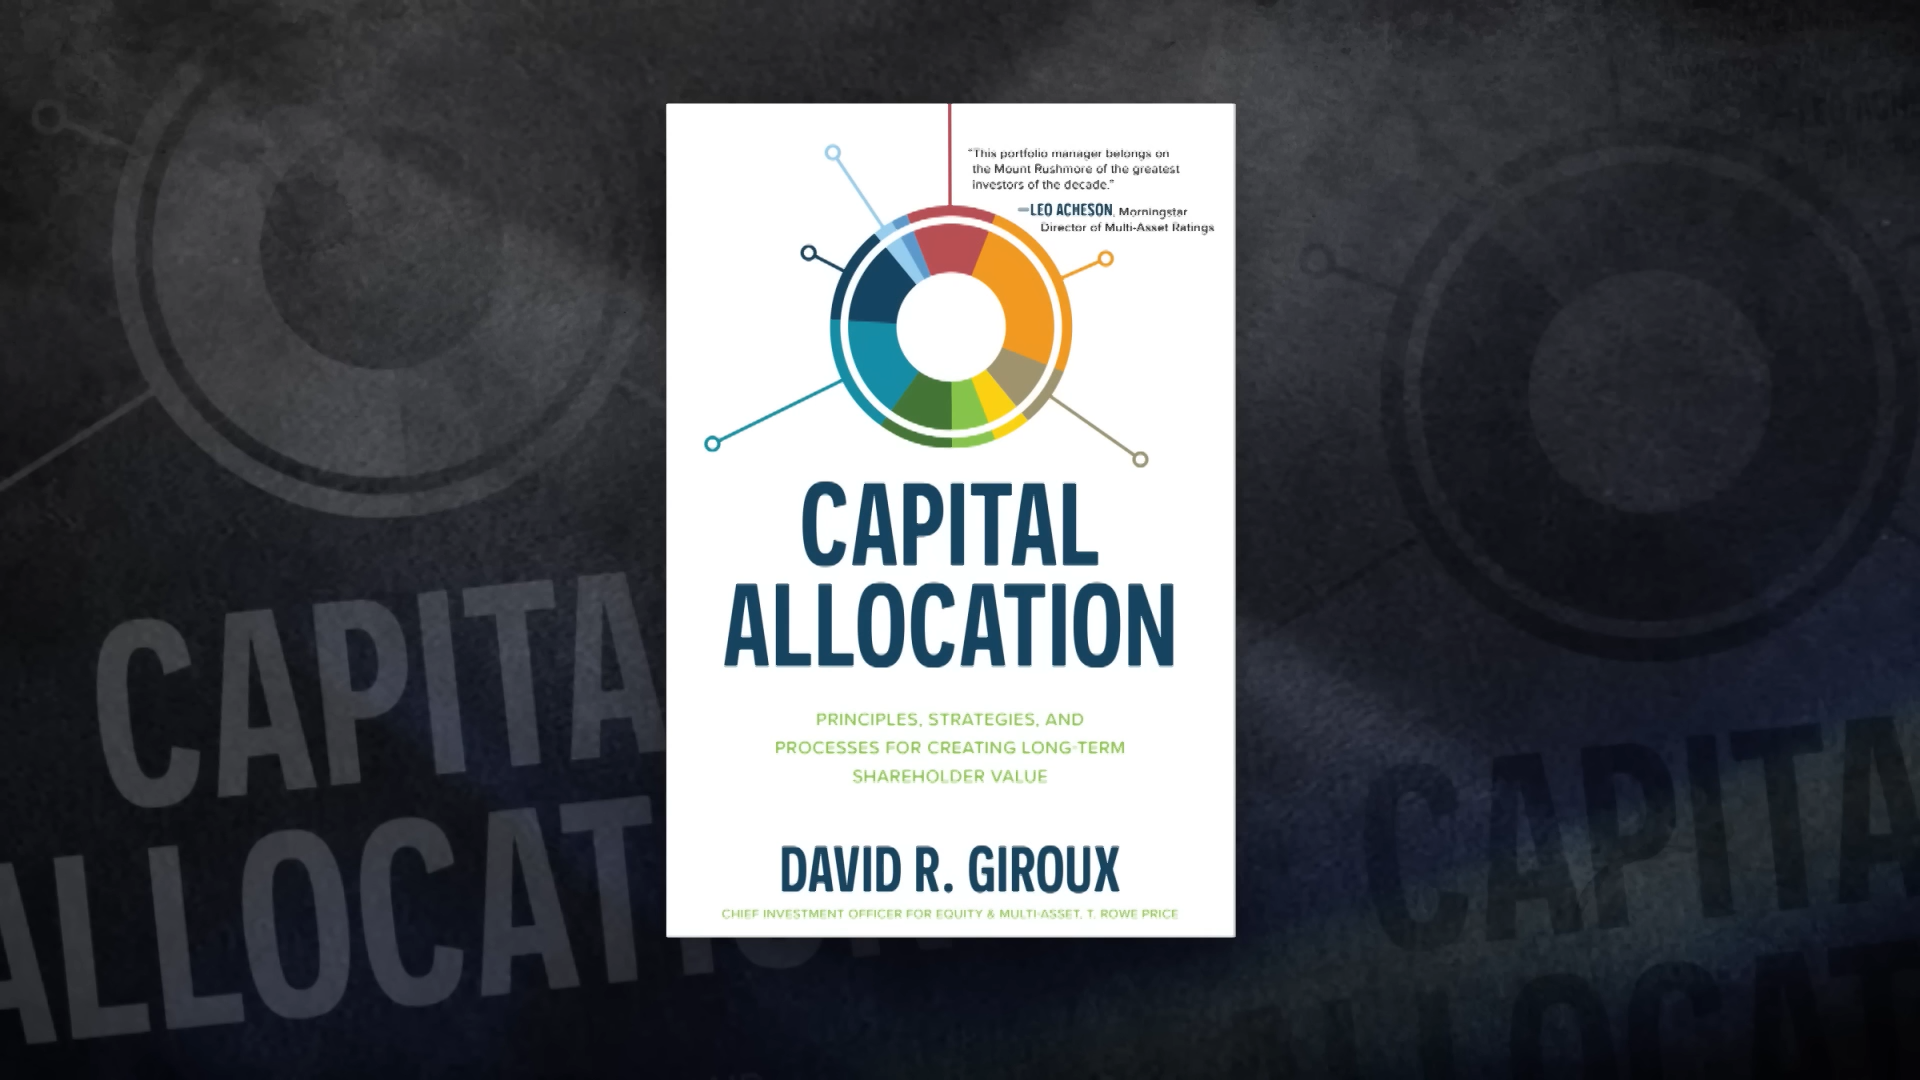 "This portfolio manager belongs on
the Mount Rushmore of the greatest
investors of the decade."
—LEO ACHESON, Morningstar
Director of Multi-Asset Ratings
CAPITAL
ALLOCATION
PRINCIPLES, STRATEGIES, AND
PROCESSES FOR CREATING LONG-TERM
SHAREHOLDER VALUE
DAVID R. GIROUX
CHIEF INVESTMENT OFFICER FOR EQUITY & MULTI-ASSET, T. ROWE PRICE
CAPITA
ALLOCATION
CAPITA
ALLOCAT